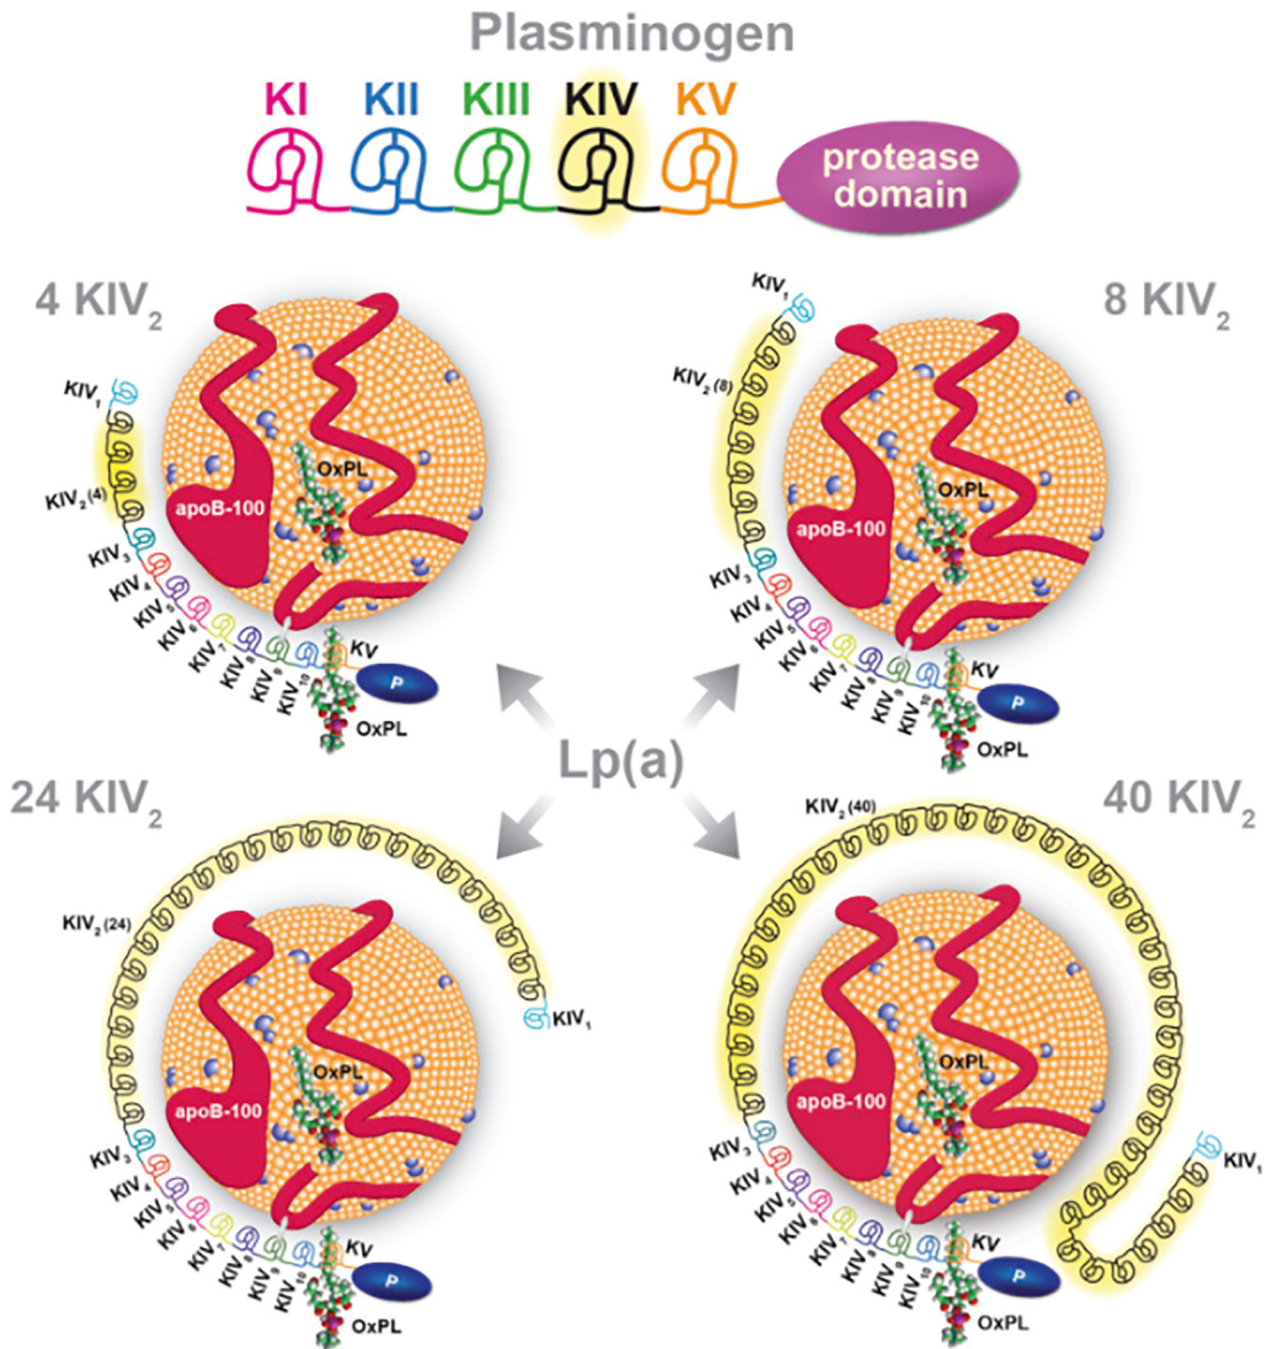 Plasminogen
KI KII KIII KIV KV
protease
domain
4 KIV2
KIV1
KIV2 (4)
KIV3
KIV4
KIV5
KIV6
KIV7
KIV8
KIV9
KIV10
KV
P
OxPL
apoB-100
OxPL
8 KIV2
KIV1
KIV2 (8)
KIV3
KIV4
KIV5
KIV6
KIV7
KIV8
KIV9
KIV10
KV
P
OxPL
apoB-100
OxPL
Lp(a)
24 KIV2
KIV2 (24)
KIV1
KIV3
KIV4
KIV5
KIV6
KIV7
KIV8
KIV9
KIV10
KV
P
OxPL
apoB-100
OxPL
40 KIV2
KIV2 (40)
KIV1
KIV3
KIV4
KIV5
KIV6
KIV7
KIV8
KIV9
KIV10
KV
P
OxPL
apoB-100
OxPL